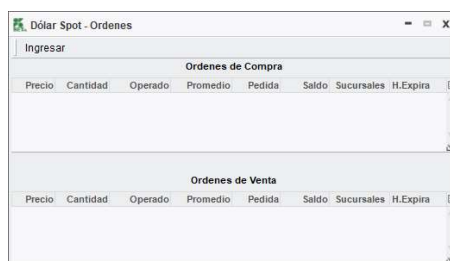 Dólar Spot - Ordenes
Ingresar
Ordenes de Compra
Precio Cantidad Operado Promedio Pedida Saldo Sucursales H.Expira
Ordenes de Venta
Precio Cantidad Operado Promedio Pedida Saldo Sucursales H.Expira